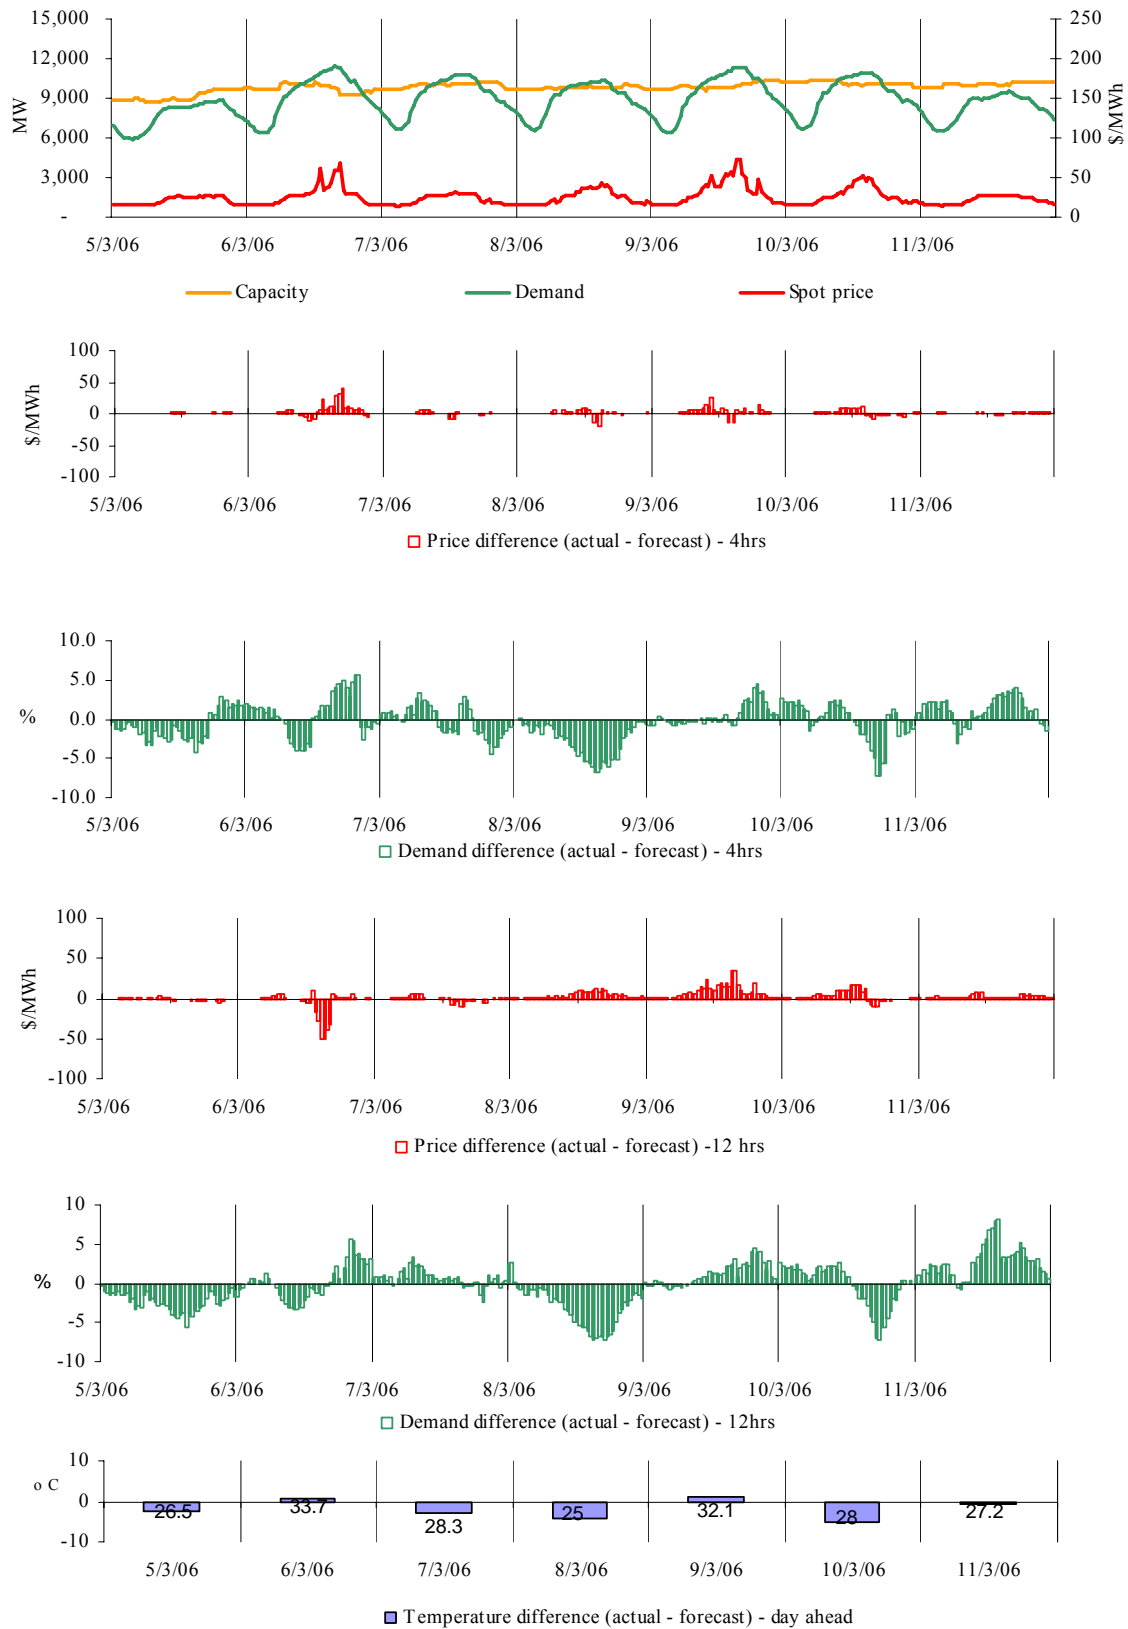 15,000
12,000
9,000
6,000
3,000
-
MW
250
200
150
100
50
0
$/MWh
5/3/06 6/3/06 7/3/06 8/3/06 9/3/06 10/3/06 11/3/06
Capacity Demand Spot price
100
50
0
-50
-100
$/MWh
5/3/06 6/3/06 7/3/06 8/3/06 9/3/06 10/3/06 11/3/06
Price difference (actual - forecast) - 4hrs
10.0
5.0
0.0
-5.0
-10.0
%
5/3/06 6/3/06 7/3/06 8/3/06 9/3/06 10/3/06 11/3/06
Demand difference (actual - forecast) - 4hrs
100
50
0
-50
-100
$/MWh
5/3/06 6/3/06 7/3/06 8/3/06 9/3/06 10/3/06 11/3/06
Price difference (actual - forecast) -12 hrs
10
5
0
-5
-10
%
5/3/06 6/3/06 7/3/06 8/3/06 9/3/06 10/3/06 11/3/06
Demand difference (actual - forecast) - 12hrs
10
0
-10
o C
26.5 33.7 28.3 25 32.1 28 27.2
5/3/06 6/3/06 7/3/06 8/3/06 9/3/06 10/3/06 11/3/06
Temperature difference (actual - forecast) - day ahead